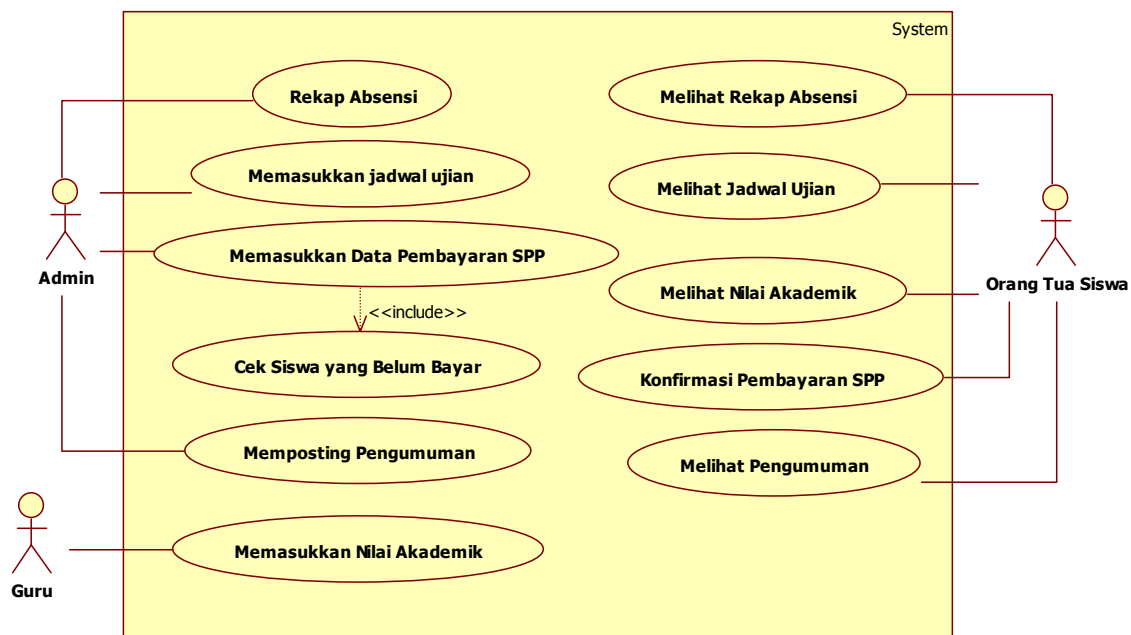 System
Rekap Absensi
Melihat Rekap Absensi
Memasukkan jadwal ujian
Melihat Jadwal Ujian
Memasukkan Data Pembayaran SPP
Admin
Melihat Nilai Akademik
Orang Tua Siswa
<<include>>
Cek Siswa yang Belum Bayar
Konfirmasi Pembayaran SPP
Memposting Pengumuman
Melihat Pengumuman
Memasukkan Nilai Akademik
Guru